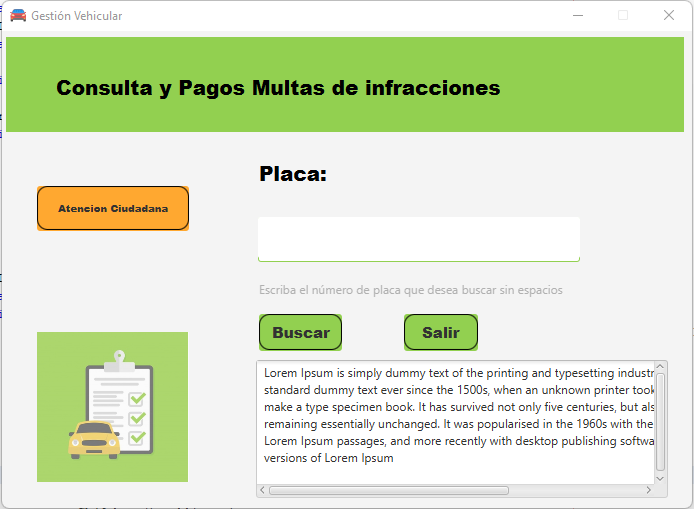 Gestión Vehicular
Consulta y Pagos Multas de infracciones
Placa:
Atencion Ciudadana
Escriba el número de placa que desea buscar sin espacios
Buscar
Salir
Lorem Ipsum is simply dummy text of the printing and typesetting industr
standard dummy text ever since the 1500s, when an unknown printer took
make a type specimen book. It has survived not only five centuries, but als
remaining essentially unchanged. It was popularised in the 1960s with the
Lorem Ipsum passages, and more recently with desktop publishing softwa
versions of Lorem Ipsum